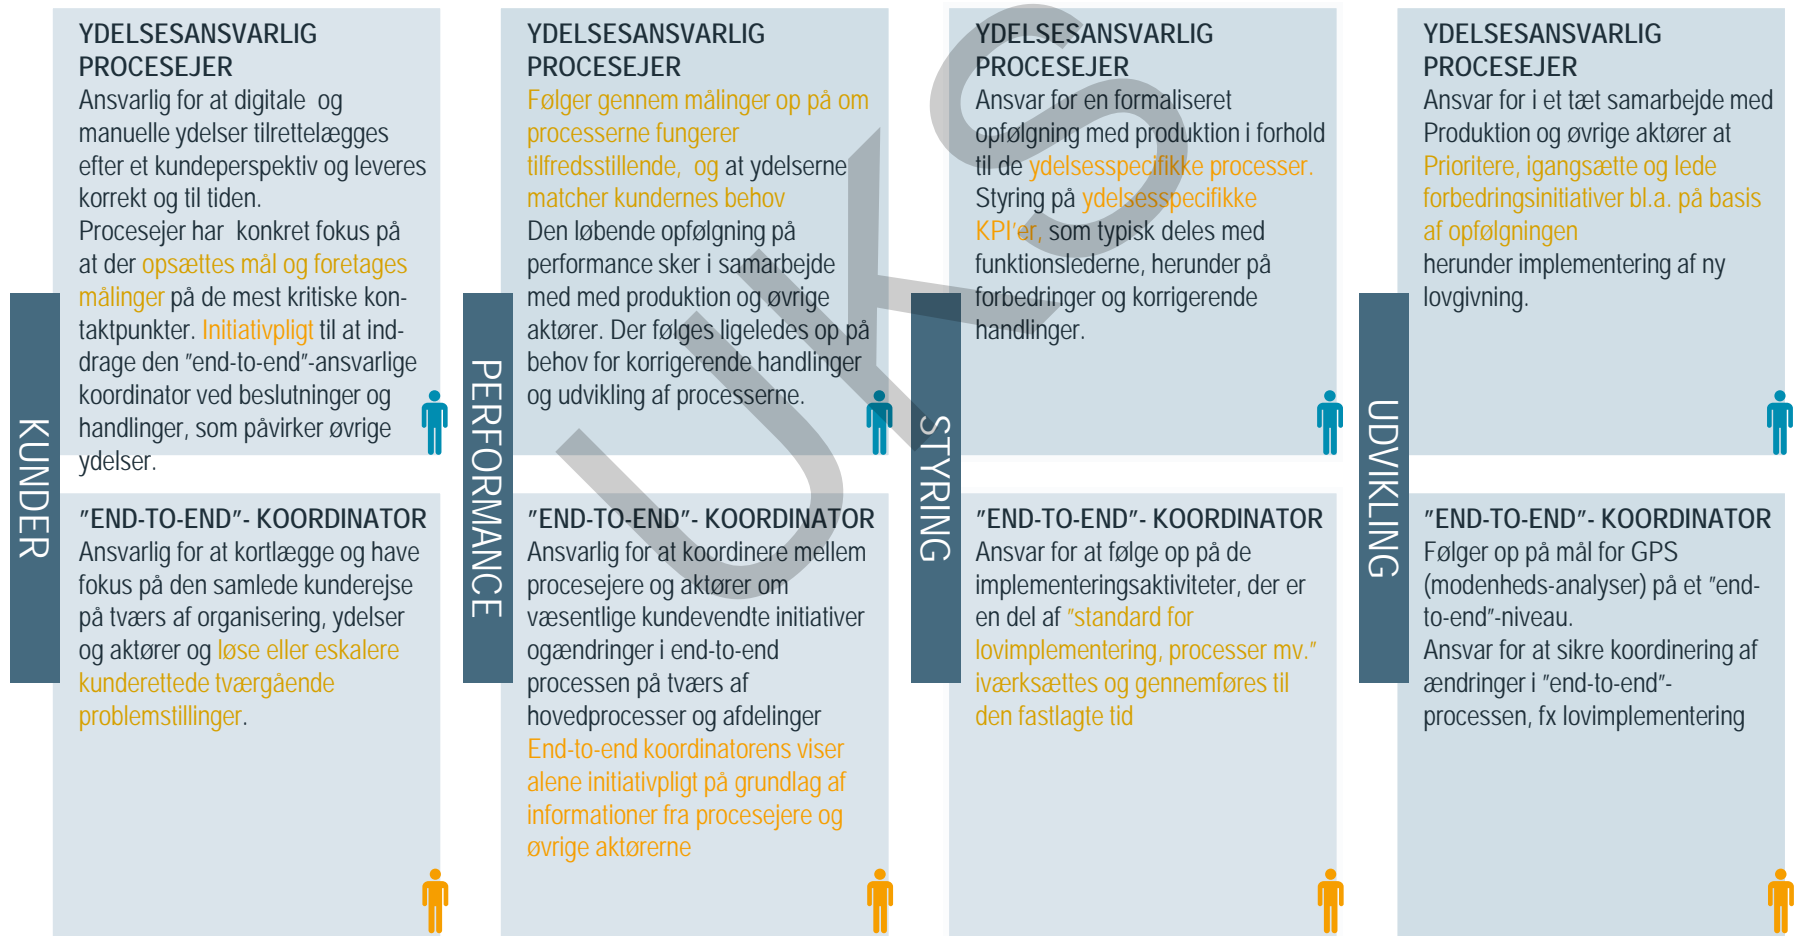 KUNDER
YDELSESANSVARLIG
PROCESEJER
Ansvarlig for at digitale og
manuelle ydelser tilrettelægges
efter et kundeperspektiv og leveres
korrekt og til tiden.
Procesejer har konkret fokus på
at der opsættes mål og foretages
målinger på de mest kritiske kon-
taktpunkter. Initiativpligt til at ind-
drage den "end-to-end"-ansvarlige
koordinator ved beslutninger og
handlinger, som påvirker øvrige
ydelser.
"END-TO-END"- KOORDINATOR
Ansvarlig for at kortlægge og have
fokus på den samlede kunderejse
på tværs af organisering, ydelser
og aktører og løse eller eskalere
kunderettede tværgående
problemstillinger.
PERFORMANCE
YDELSESANSVARLIG
PROCESEJER
Følger gennem målinger op på om
processerne fungerer
tilfredsstillende, og at ydelserne
matcher kundernes behov
Den løbende opfølgning på
performance sker i samarbejde
med med produktion og øvrige
aktører. Der følges ligeledes op på
behov for korrigerende handlinger
og udvikling af processerne.
"END-TO-END"- KOORDINATOR
Ansvarlig for at koordinere mellem
procesejere og aktører om
væsentlige kundevendte initiativer
ogændringer i end-to-end
processen på tværs af
hovedprocesser og afdelinger
End-to-end koordinatorens viser
alene initiativpligt på grundlag af
informationer fra procesejere og
øvrige aktørerne
STYRING
YDELSESANSVARLIG
PROCESEJER
Ansvar for en formaliseret
opfølgning med produktion i forhold
til de ydelsesspecifikke processer.
Styring på ydelsesspecifikke
KPI'er, som typisk deles med
funktionslederne, herunder på
forbedringer og korrigerende
handlinger.
"END-TO-END"- KOORDINATOR
Ansvar for at følge op på de
implementeringsaktiviteter, der er
en del af "standard for
lovimplementering, processer mv."
iværksættes og gennemføres til
den fastlagte tid
UDVIKLING
YDELSESANSVARLIG
PROCESEJER
Ansvar for i et tæt samarbejde med
Produktion og øvrige aktører at
Prioritere, igangsætte og lede
forbedringsinitiativer bl.a. på basis
af opfølgningen
herunder implementering af ny
lovgivning.
"END-TO-END"- KOORDINATOR
Følger op på mål for GPS
(modenheds-analyser) på et "end-
to-end"-niveau.
Ansvar for at sikre koordinering af
ændringer i "end-to-end"-
processen, fx lovimplementering
UKS